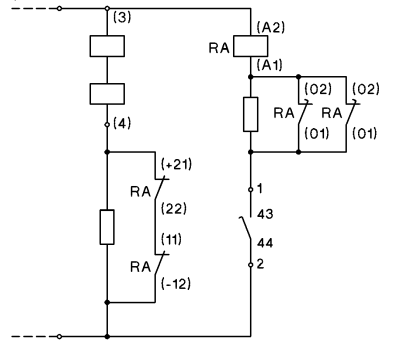 (3)
(A2)
RA
(A1)
(02) (02)
RA RA
(4)
(01) (01)
(+21)
RA
1
(22)
43
(11)
44
RA
2
(-12)